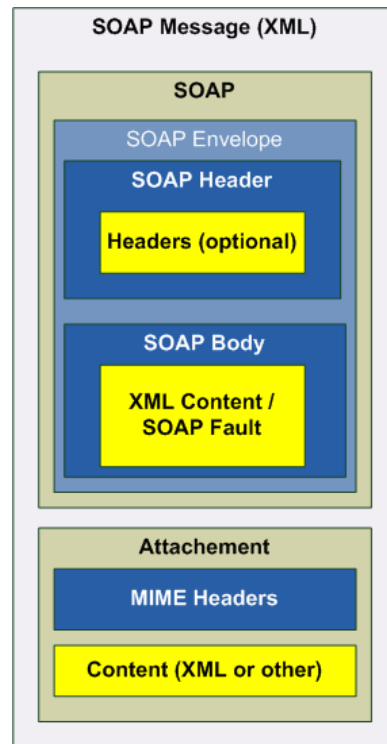 SOAP Message (XML)
SOAP
SOAP Envelope
SOAP Header
Headers (optional)
SOAP Body
XML Content /
SOAP Fault
Attachement
MIME Headers
Content (XML or other)